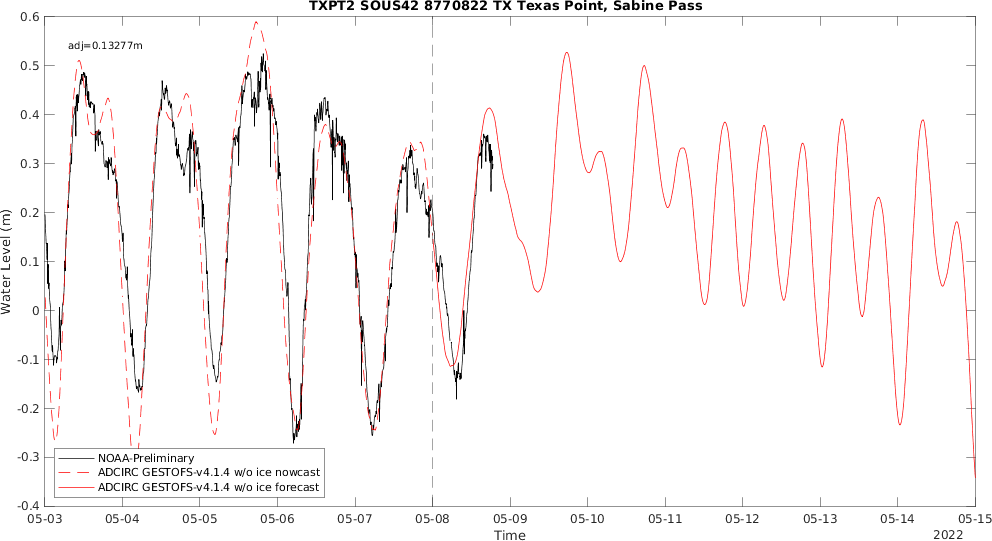 TXPT2 SOUS42 8770822 TX Texas Point, Sabine Pass
adj=0.13277m
0.6
0.5
0.4
0.3
0.2
0.1
0
-0.1
-0.2
-0.3
-0.4
Water Level (m)
NOAA-Preliminary
ADCIRC GESTOFS-v4.1.4 w/o ice nowcast
ADCIRC GESTOFS-v4.1.4 w/o ice forecast
05-03 05-04 05-05 05-06 05-07 05-08 05-09 05-10 05-11 05-12 05-13 05-14 05-15
Time
2022